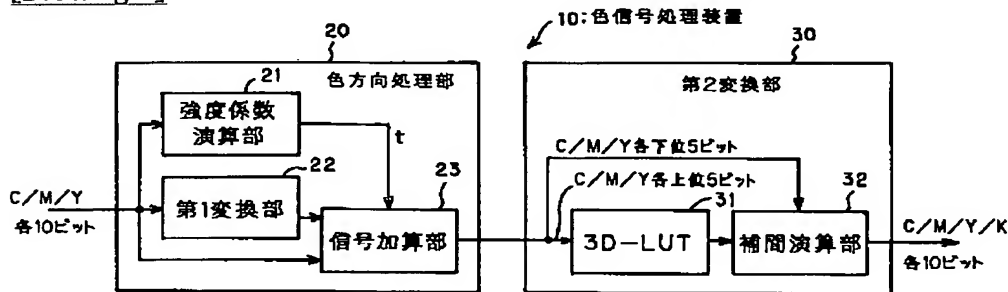 10;色信号処理装置
20
色方向処理部
21
強度係数
演算部
t
22
第1変換部
23
信号加算部
C/M/Y
各10ビット
30
第2変換部
C/M/Y各下位5ビット
C/M/Y各上位5ビット
31
3D-LUT
32
補間演算部
C/M/Y/K
各10ビット